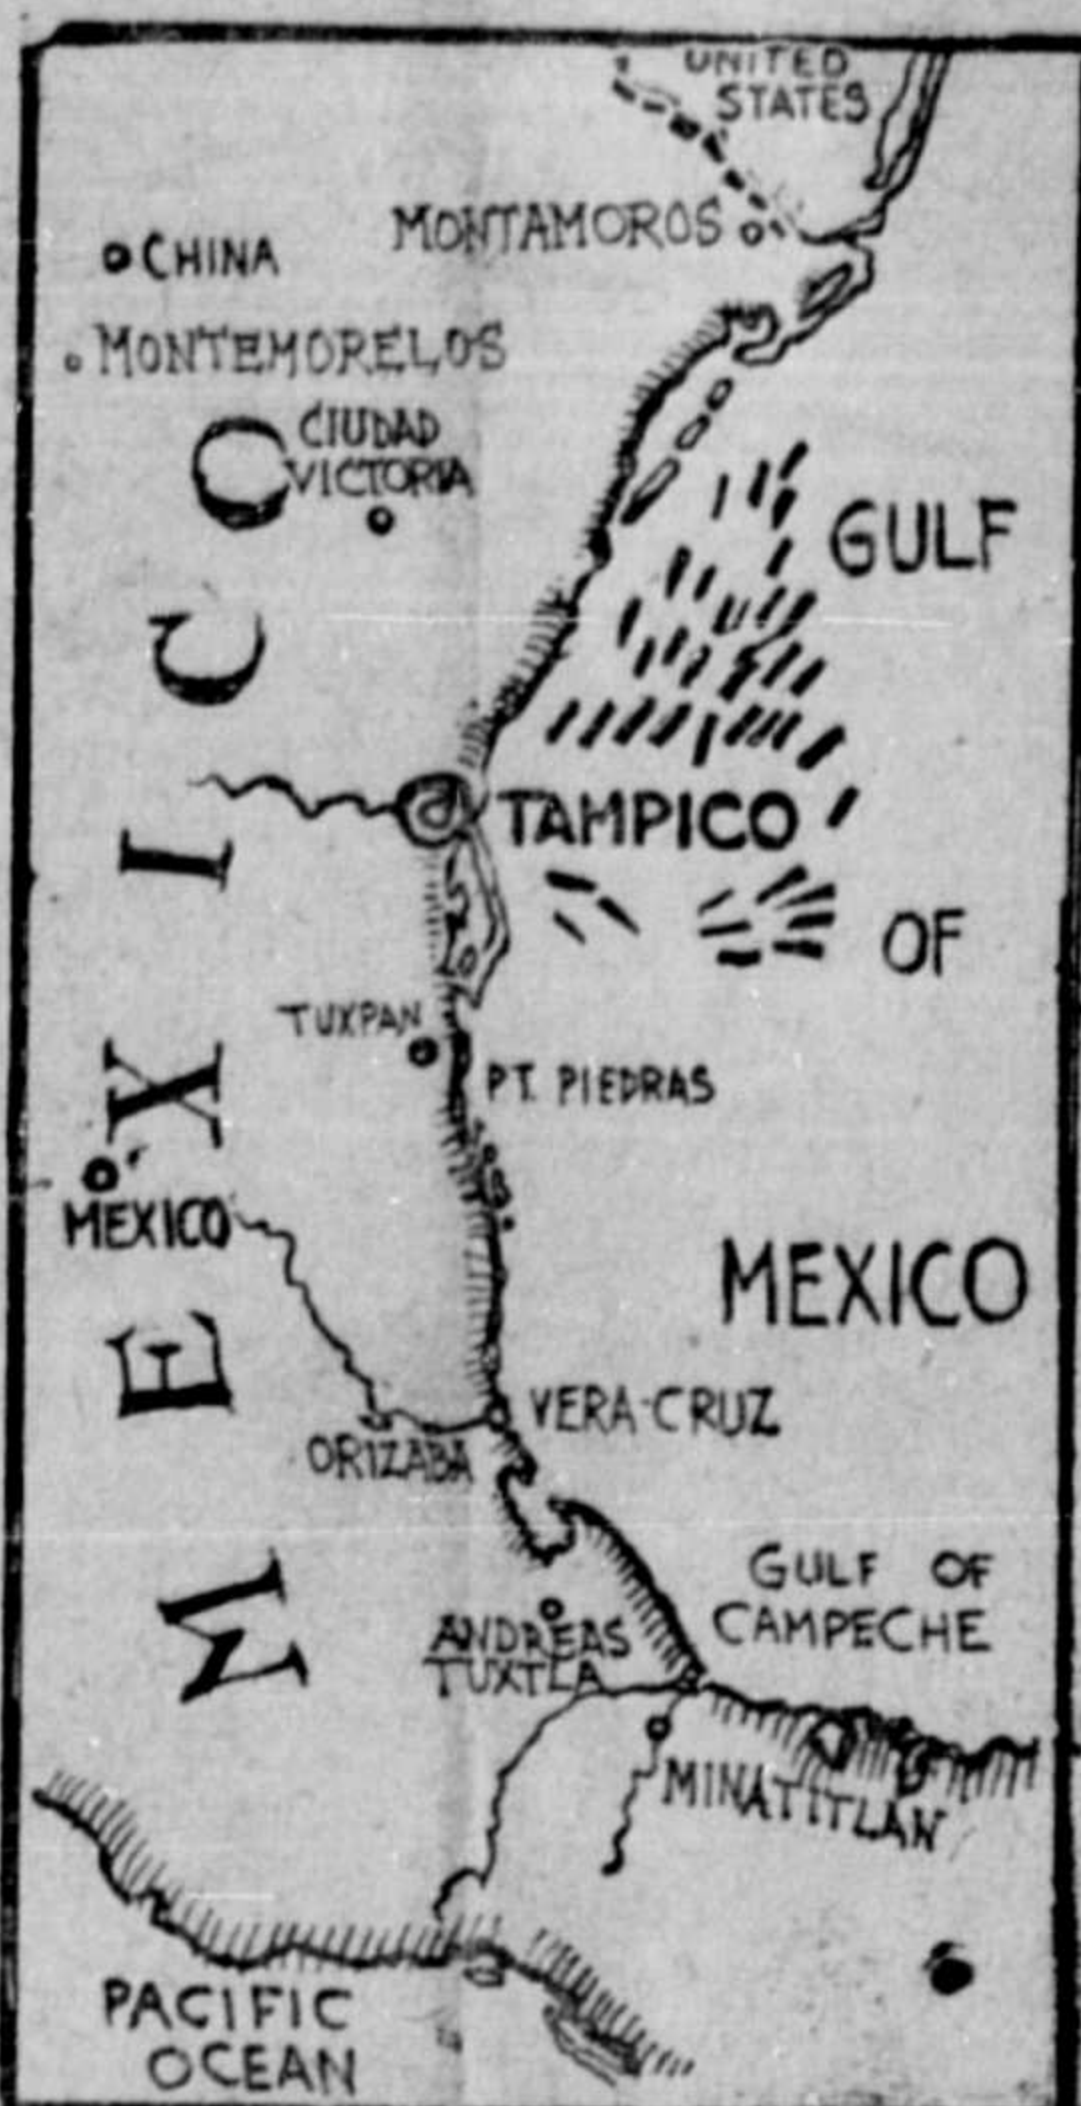 UNITED
STATES
MONTAMOROS
CHINA
MONTEMORELOS
CIUDAD
VICTORIA
GULF
TAMPICO
OF
TUXPAN
PT. PIEDRAS
MEXICO
MEXICO
MEXICO
VERA-CRUZ
ORIZABA
GULF OF
CAMPECHE
ANDREAS
TUXTLA
MINATITLAN
PACIFIC
OCEAN